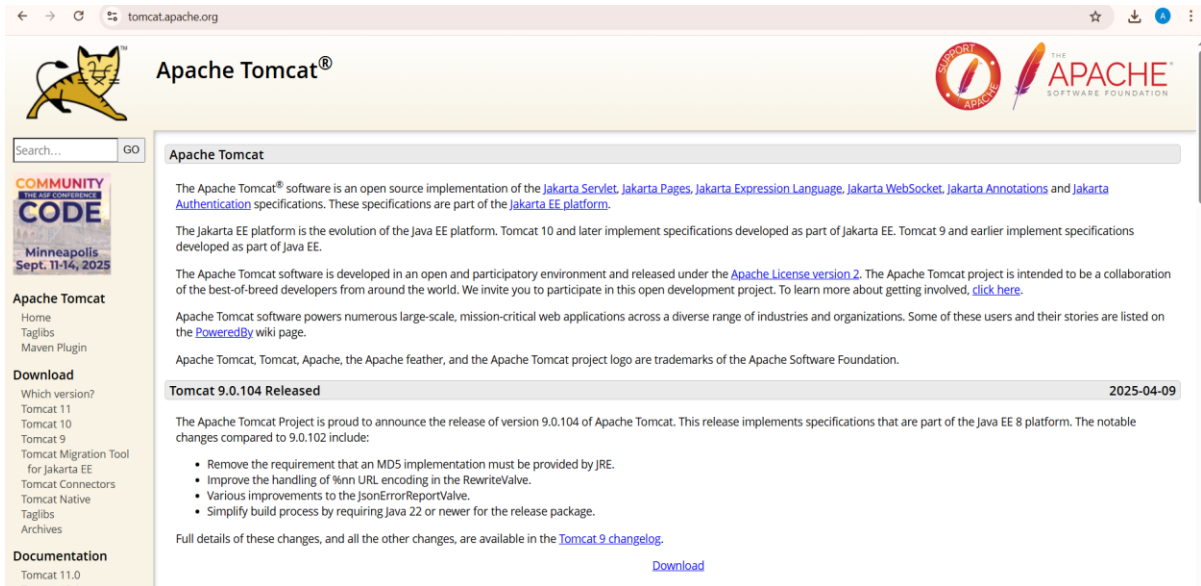 tomcat.apache.org
A
TM
Apache Tomcat®
SUPPORT
APACHE
THE
APACHE®
SOFTWARE FOUNDATION
Search...
GO
COMMUNITY
THE ASF CONFERENCE
CODE
Minneapolis
Sept. 11-14, 2025
Apache Tomcat
Home
Taglibs
Maven Plugin
Download
Which version?
Tomcat 11
Tomcat 10
Tomcat 9
Tomcat Migration Tool
for Jakarta EE
Tomcat Connectors
Tomcat Native
Taglibs
Archives
Documentation
Tomcat 11.0
Apache Tomcat
The Apache Tomcat® software is an open source implementation of the Jakarta Servlet, Jakarta Pages, Jakarta Expression Language, Jakarta WebSocket, Jakarta Annotations and Jakarta
Authentication specifications. These specifications are part of the Jakarta EE platform.
The Jakarta EE platform is the evolution of the Java EE platform. Tomcat 10 and later implement specifications developed as part of Jakarta EE. Tomcat 9 and earlier implement specifications
developed as part of Java EE.
The Apache Tomcat software is developed in an open and participatory environment and released under the Apache License version 2. The Apache Tomcat project is intended to be a collaboration
of the best-of-breed developers from around the world. We invite you to participate in this open development project. To learn more about getting involved, click here.
Apache Tomcat software powers numerous large-scale, mission-critical web applications across a diverse range of industries and organizations. Some of these users and their stories are listed on
the PoweredBy wiki page.
Apache Tomcat, Tomcat, Apache, the Apache feather, and the Apache Tomcat project logo are trademarks of the Apache Software Foundation.
Tomcat 9.0.104 Released 2025-04-09
The Apache Tomcat Project is proud to announce the release of version 9.0.104 of Apache Tomcat. This release implements specifications that are part of the Java EE 8 platform. The notable
changes compared to 9.0.102 include:
• Remove the requirement that an MD5 implementation must be provided by JRE.
• Improve the handling of %nn URL encoding in the RewriteValve.
• Various improvements to the JsonErrorReportValve.
• Simplify build process by requiring Java 22 or newer for the release package.
Full details of these changes, and all the other changes, are available in the Tomcat 9 changelog.
Download